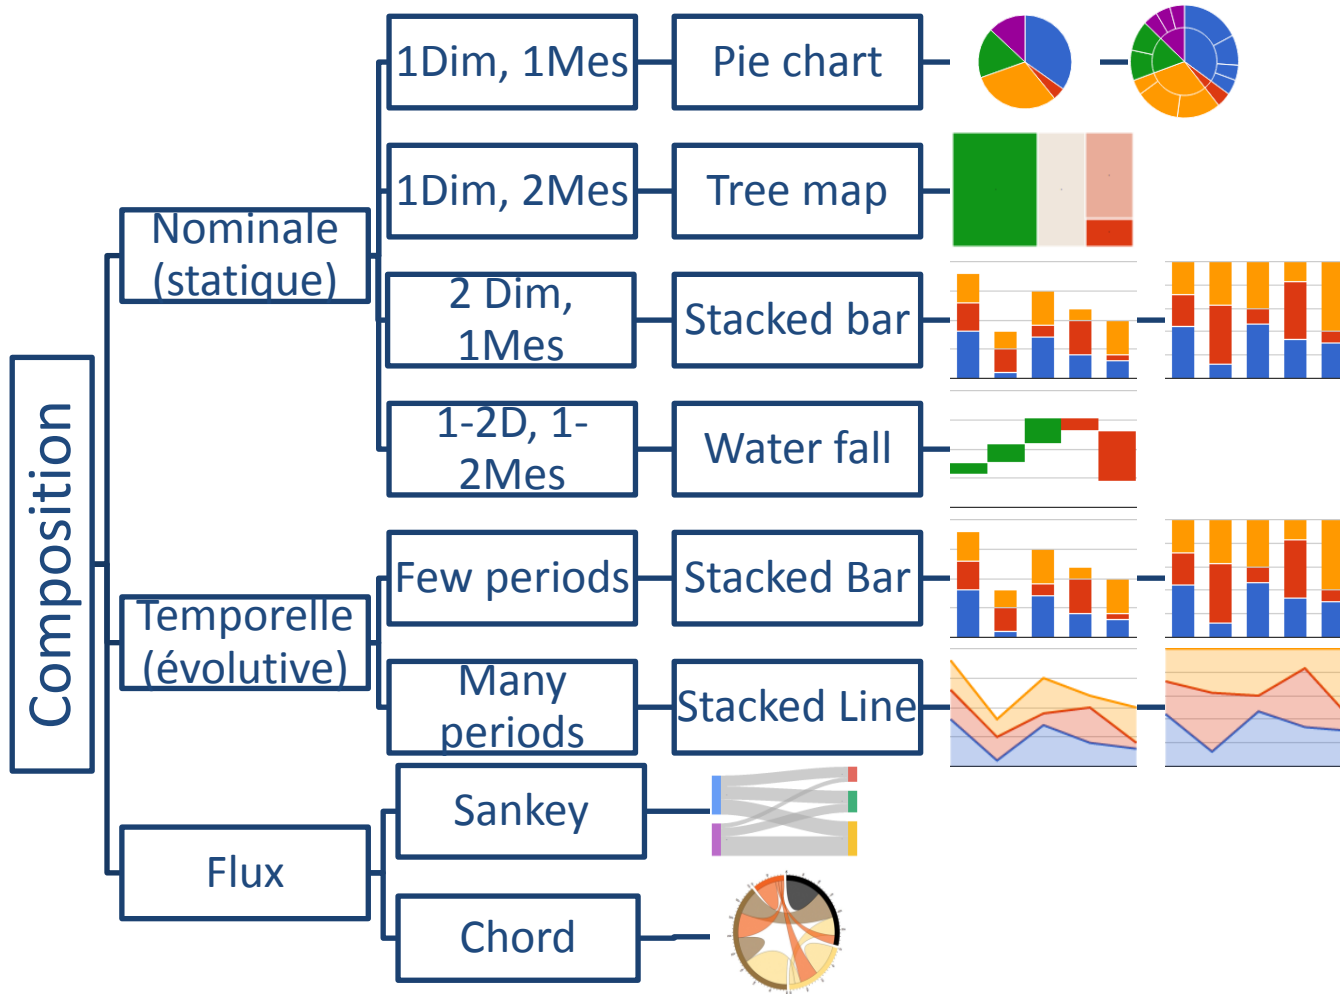 Composition
Nominale
(statique)
1Dim, 1Mes
Pie chart
1Dim, 2Mes
Tree map
2 Dim,
1Mes
Stacked bar
1-2D, 1-
2Mes
Water fall
Temporelle
(évolutive)
Few periods
Stacked Bar
Many
periods
Stacked Line
Flux
Sankey
Chord